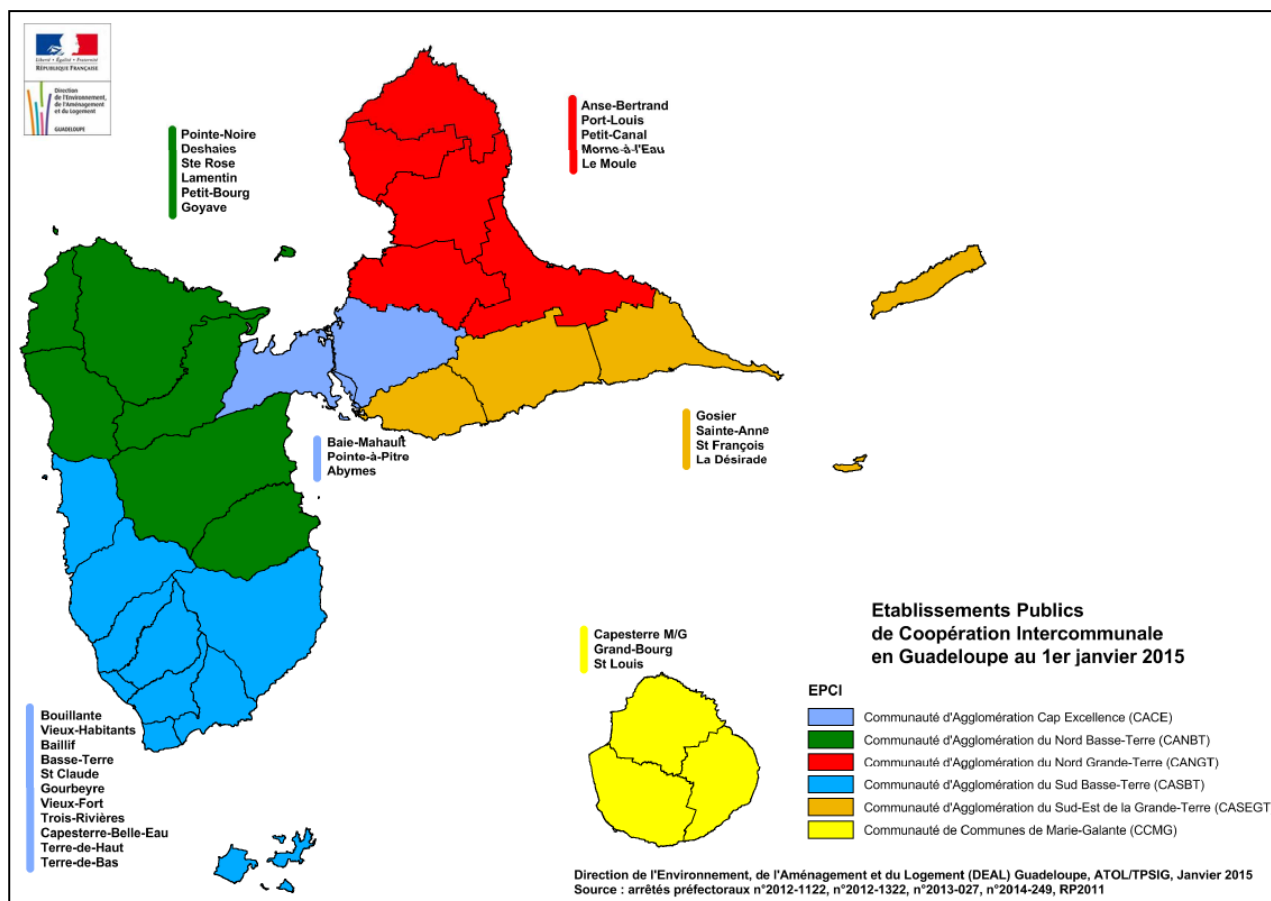 Liberté • Égalité • Fraternité
RÉPUBLIQUE FRANÇAISE
Direction
de l'Environnement,
de l'Aménagement
et du Logement
GUADELOUPE
Pointe-Noire
Deshaies
Ste Rose
Lamentin
Petit-Bourg
Goyave
Anse-Bertrand
Port-Louis
Petit-Canal
Morne-à-l'Eau
Le Moule
Baie-Mahault
Pointe-à-Pitre
Abymes
Gosier
Sainte-Anne
St François
La Désirade
Capesterre M/G
Grand-Bourg
St Louis
Bouillante
Vieux-Habitants
Baillif
Basse-Terre
St Claude
Gourbeyre
Vieux-Fort
Trois-Rivières
Capesterre-Belle-Eau
Terre-de-Haut
Terre-de-Bas
Etablissements Publics
de Coopération Intercommunale
en Guadeloupe au 1er janvier 2015
EPCI
Communauté d'Agglomération Cap Excellence (CACE)
Communauté d'Agglomération du Nord Basse-Terre (CANBT)
Communauté d'Agglomération du Nord Grande-Terre (CANGT)
Communauté d'Agglomération du Sud Basse-Terre (CASBT)
Communauté d'Agglomération du Sud-Est de la Grande-Terre (CASEGT
Communauté de Communes de Marie-Galante (CCMG)
Direction de l'Environnement, de l'Aménagement et du Logement (DEAL) Guadeloupe, ATOL/TPSIG, Janvier 2015
Source : arrêtés préfectoraux n°2012-1122, n°2012-1322, n°2013-027, n°2014-249, RP2011